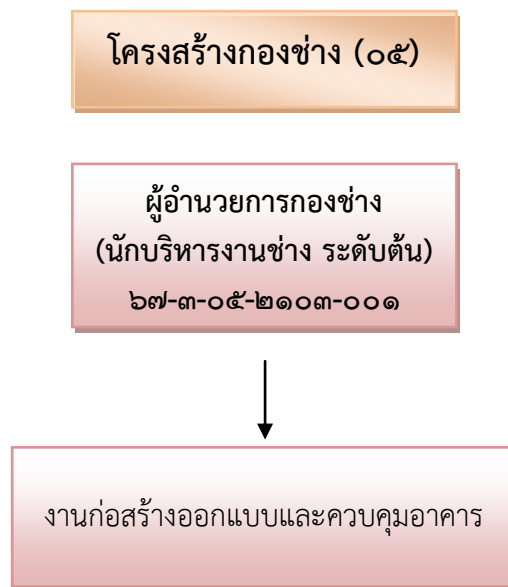 โครงสร้างกองช่าง (๐๕)
ผู้อำนวยการกองช่าง
(นักบริหารงานช่าง ระดับต้น)
๖๗-๓-๐๕-๒๑๐๓-๐๐๑
งานก่อสร้างออกแบบและควบคุมอาคาร